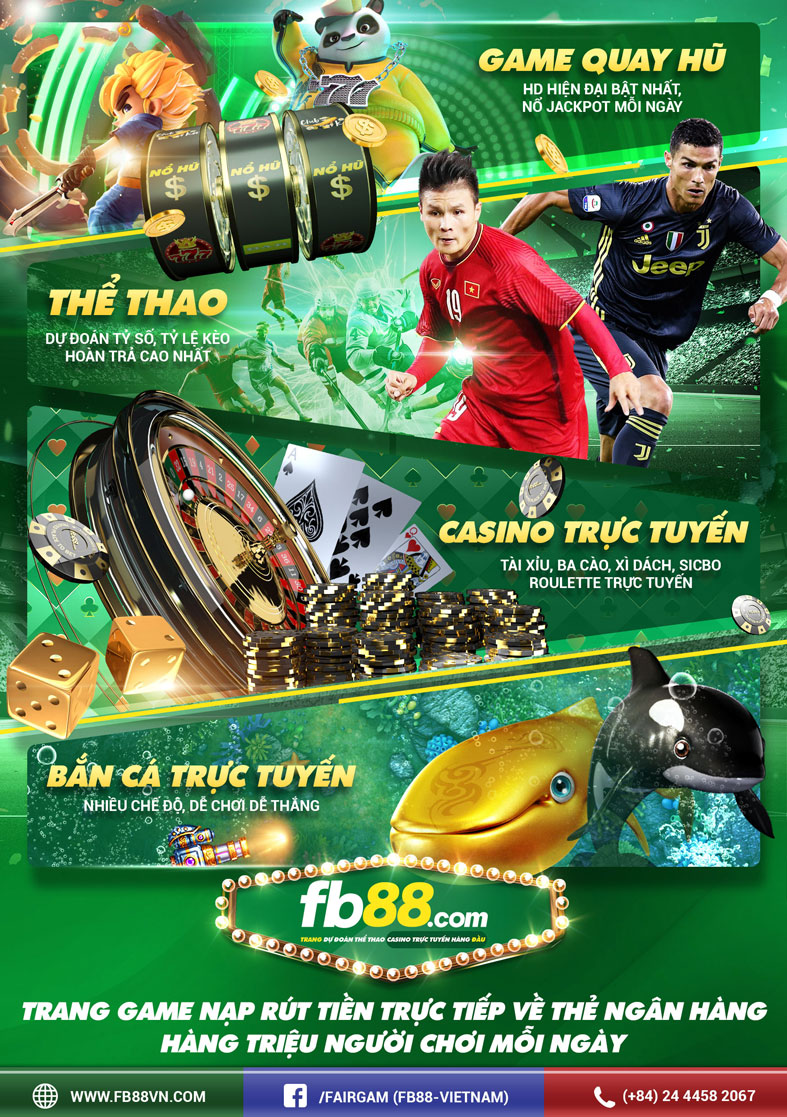 GAME QUAY HŨ
HD HIỆN ĐẠI BẬT NHẤT,
NỔ JACKPOT MỖI NGÀY
777
NỔ HŨ
$
NỔ HŨ
$
NỔ HŨ
$
THỂ THAO
DỰ ĐOÁN TỶ SỐ, TỶ LỆ KÈO
HOÀN TRẢ CAO NHẤT
19
adidas
Jeep
CASINO TRỰC TUYẾN
TÀI XỈU, BA CÀO, XÌ DÁCH, SICBO
ROULETTE TRỰC TUYẾN
A
Q
BẮN CÁ TRỰC TUYẾN
NHIỀU CHẾ ĐỘ, DỄ CHƠI DỄ THẮNG
fb88.com
TRANG DỰ ĐOÁN THỂ THAO CASINO TRỰC TUYẾN HÀNG ĐẦU
TRANG GAME NẠP RÚT TIỀN TRỰC TIẾP VỀ THẺ NGÂN HÀNG
HÀNG TRIỆU NGƯỜI CHƠI MỖI NGÀY
WWW.FB88VN.COM
/FAIRGAM (FB88-VIETNAM)
(+84) 24 4458 2067